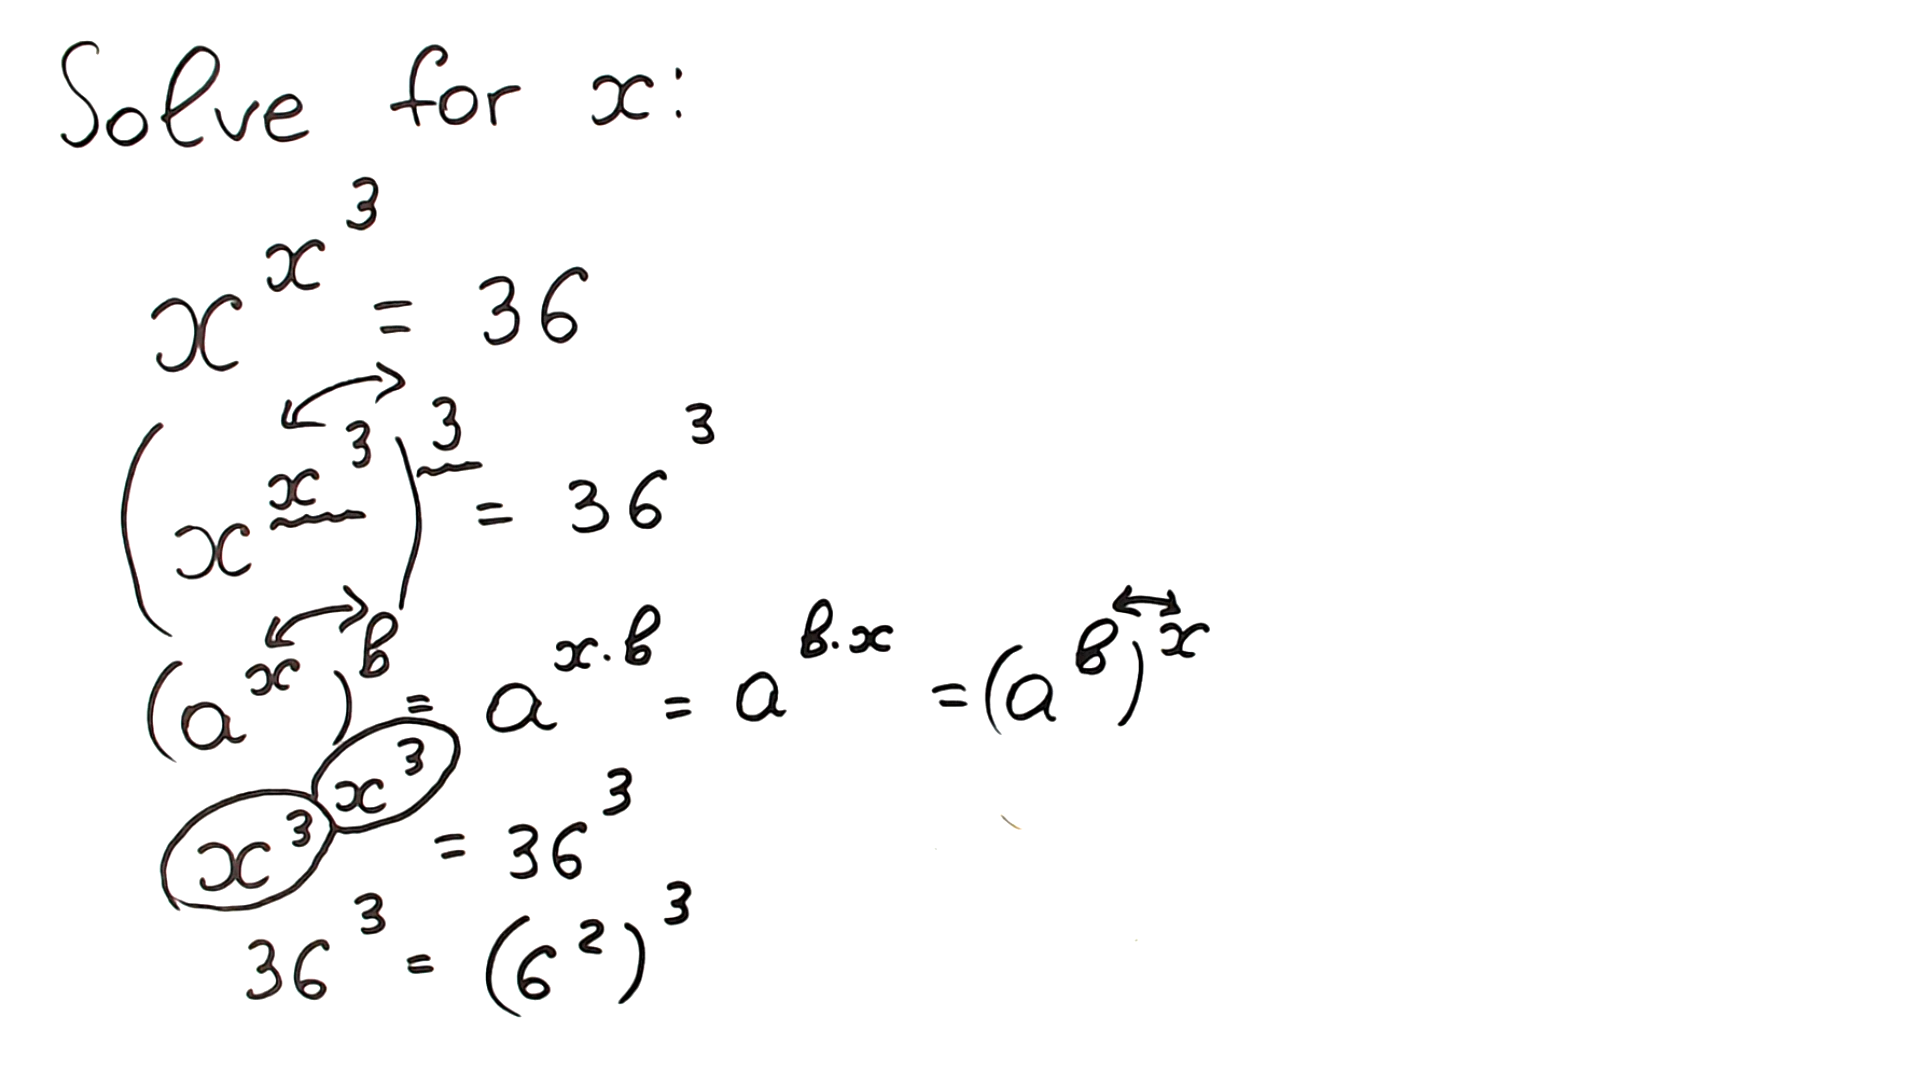 Solve for x:
x^{x^3} = 36
(x^{x^3})^3 = 36^3
(a^x)^b = a^{x·b} = a^{b·x} = (a^b)^x
(x^3)^{x^3} = 36^3
36^3 = (6^2)^3